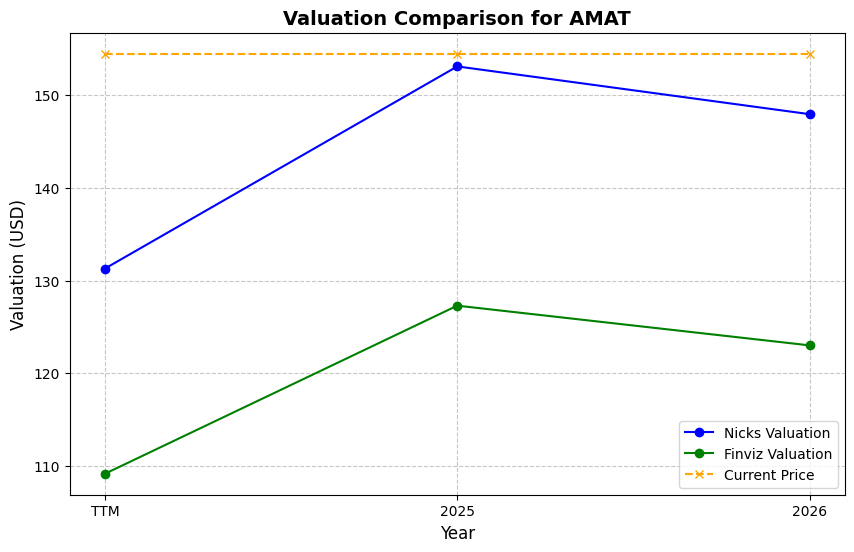 Valuation Comparison for AMAT
Valuation (USD)
150
140
130
120
110
TTM
2025
2026
Year
Nicks Valuation
Finviz Valuation
Current Price